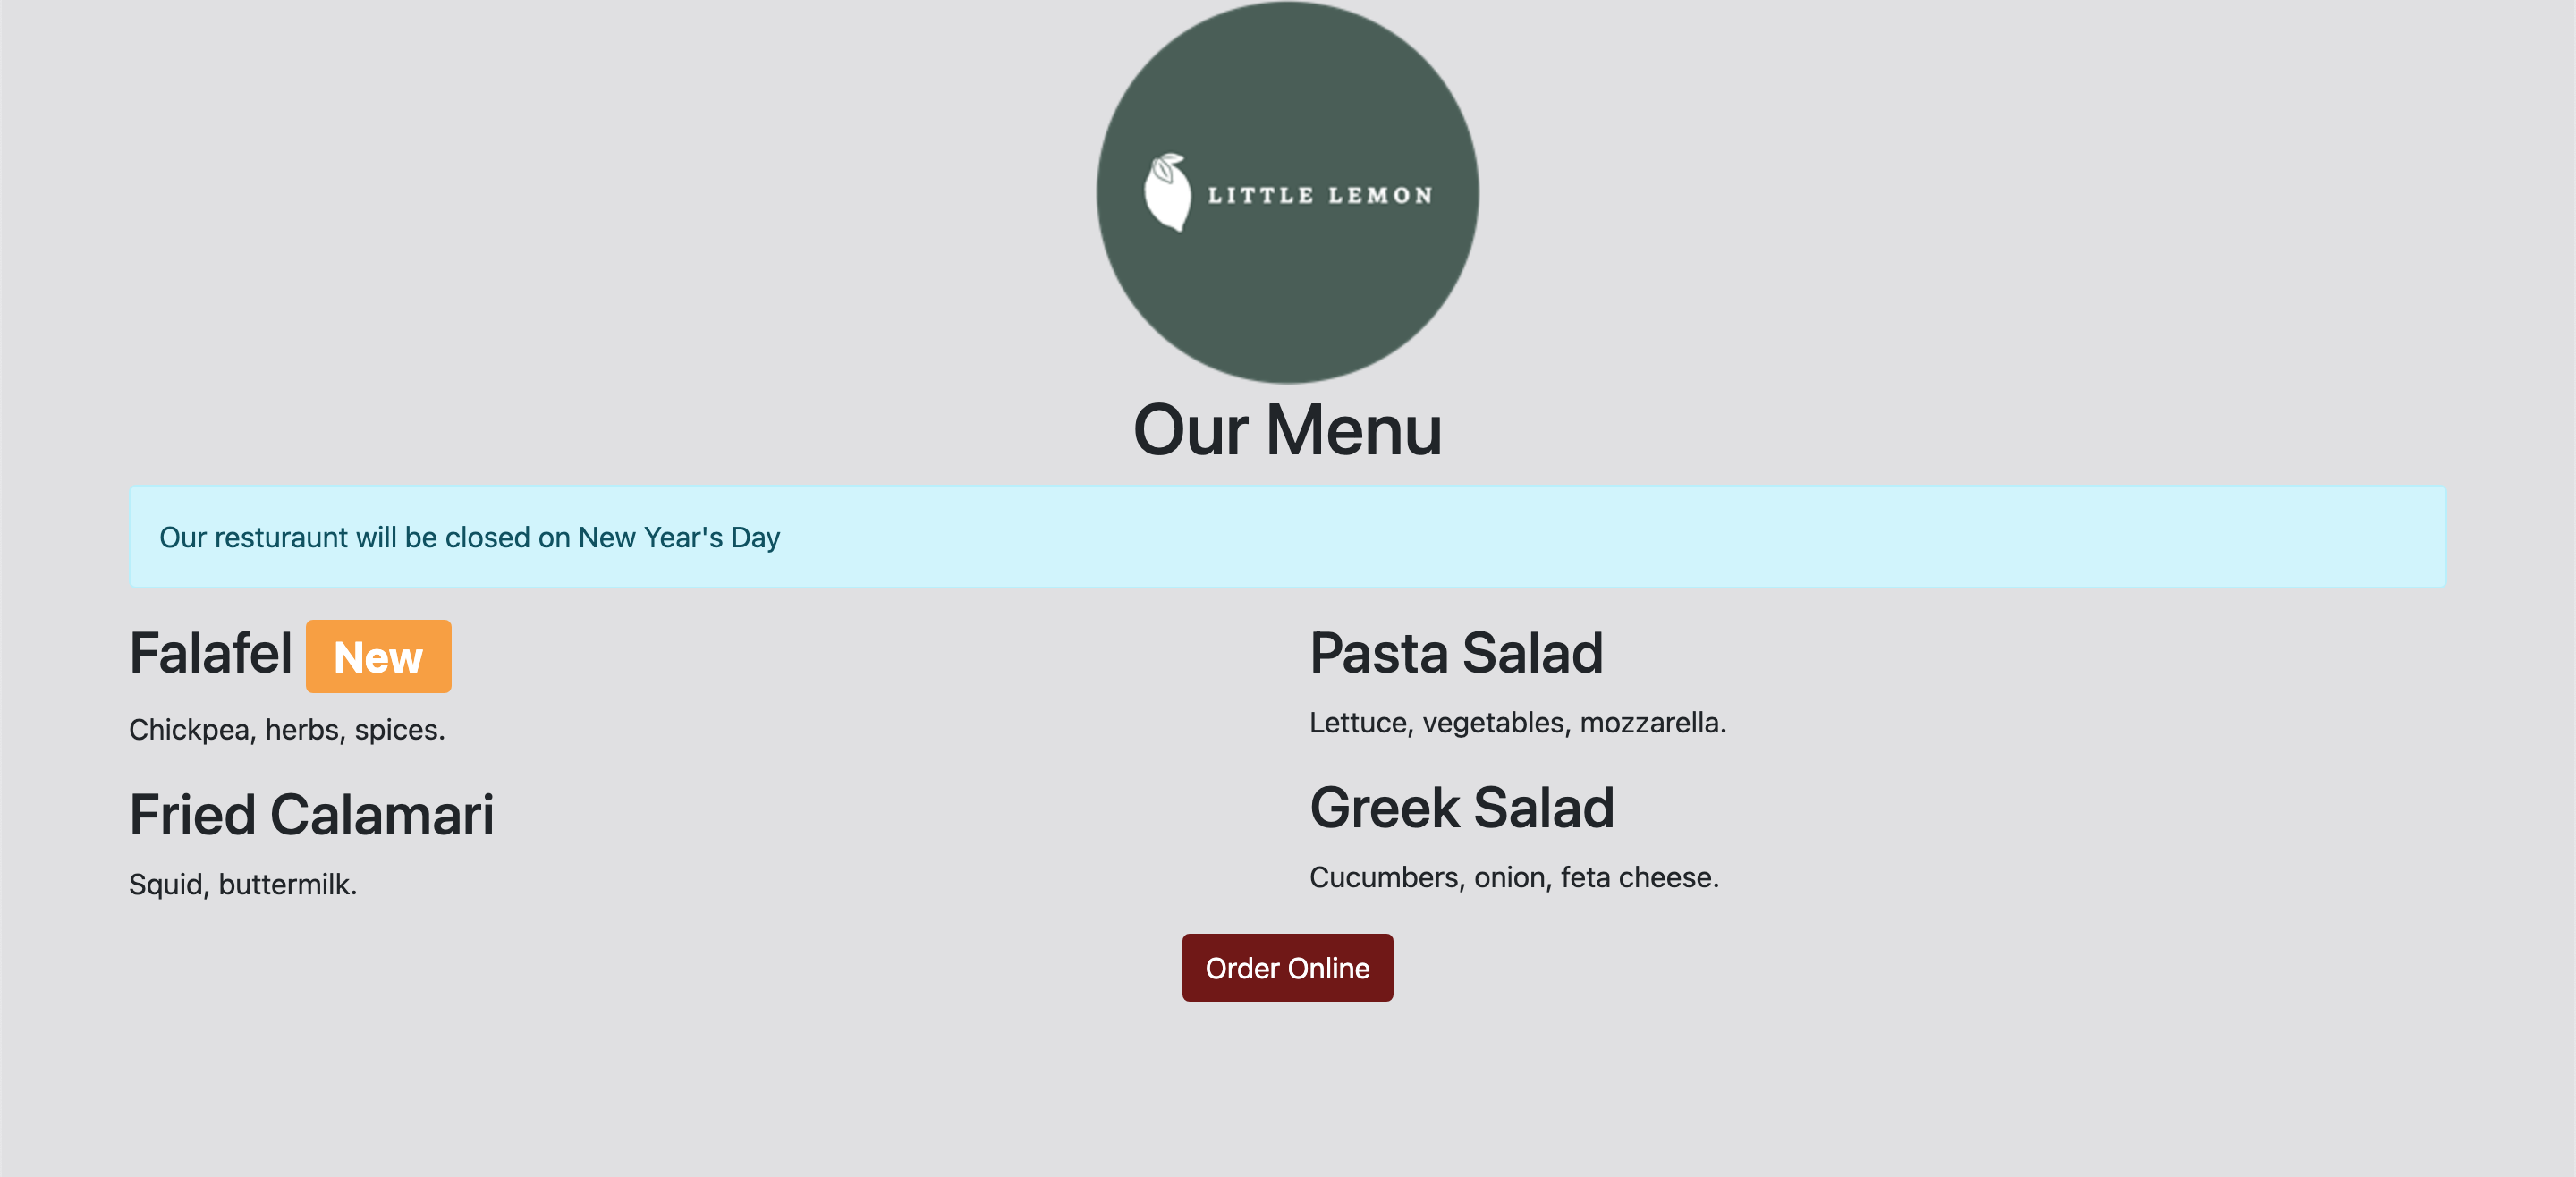 LITTLE LEMON
Our Menu
Our resturaunt will be closed on New Year's Day
Falafel New
Chickpea, herbs, spices.
Fried Calamari
Squid, buttermilk.
Pasta Salad
Lettuce, vegetables, mozzarella.
Greek Salad
Cucumbers, onion, feta cheese.
Order Online